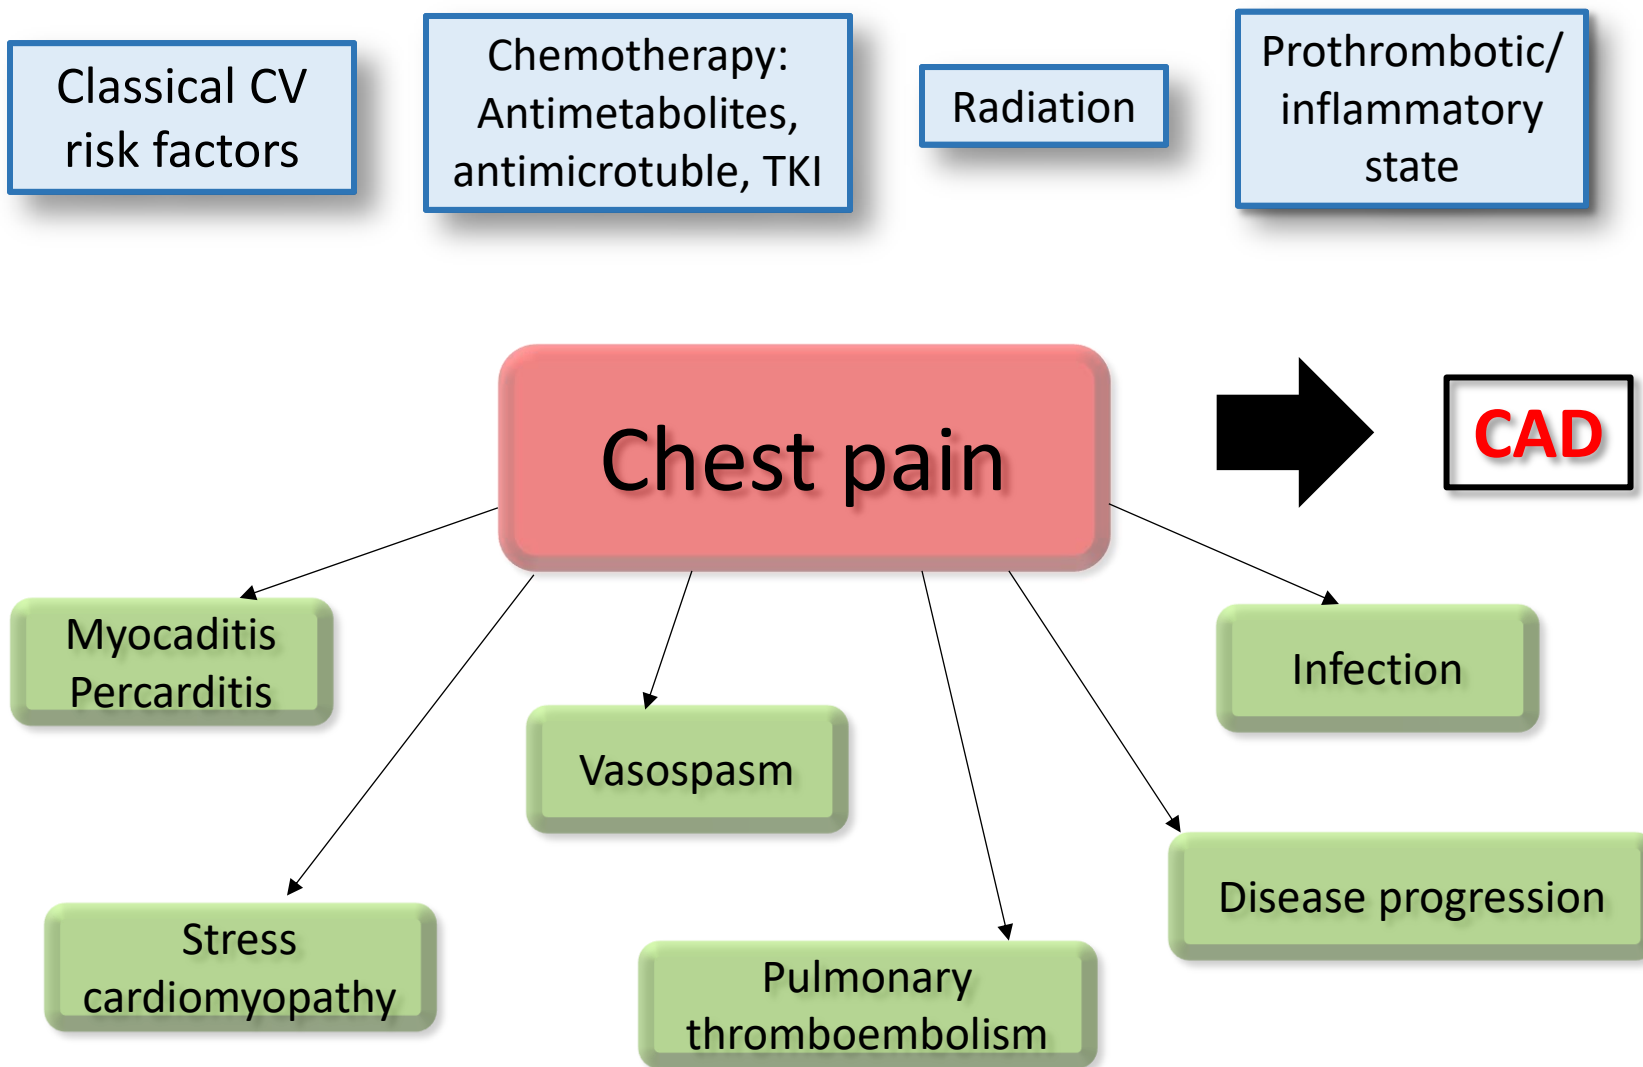 Classical CV
risk factors
Chemotherapy:
Antimetabolites,
antimicrotuble, TKI
Radiation
Prothrombotic/
inflammatory
state
Chest pain
CAD
Myocaditis
Percarditis
Infection
Vasospasm
Disease progression
Stress
cardiomyopathy
Pulmonary
thromboembolism